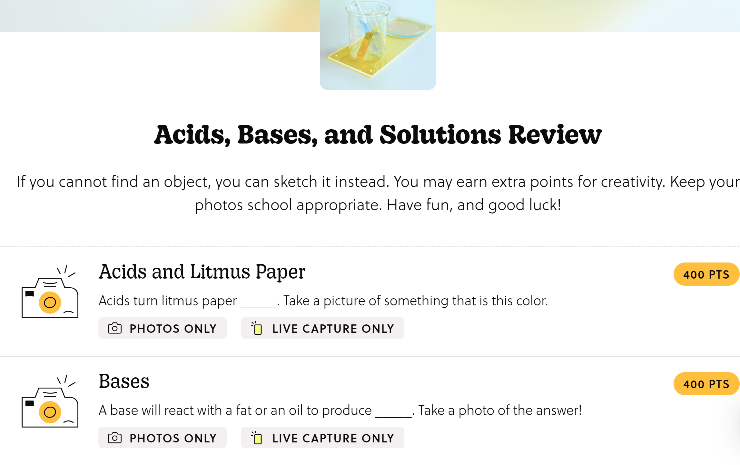 Acids, Bases, and Solutions Review
If you cannot find an object, you can sketch it instead. You may earn extra points for creativity. Keep your
photos school appropriate. Have fun, and good luck!
Acids and Litmus Paper
400 PTS
Acids turn litmus paper _____. Take a picture of something that is this color.
PHOTOS ONLY
LIVE CAPTURE ONLY
Bases
400 PTS
A base will react with a fat or an oil to produce _____. Take a photo of the answer!
PHOTOS ONLY
LIVE CAPTURE ONLY